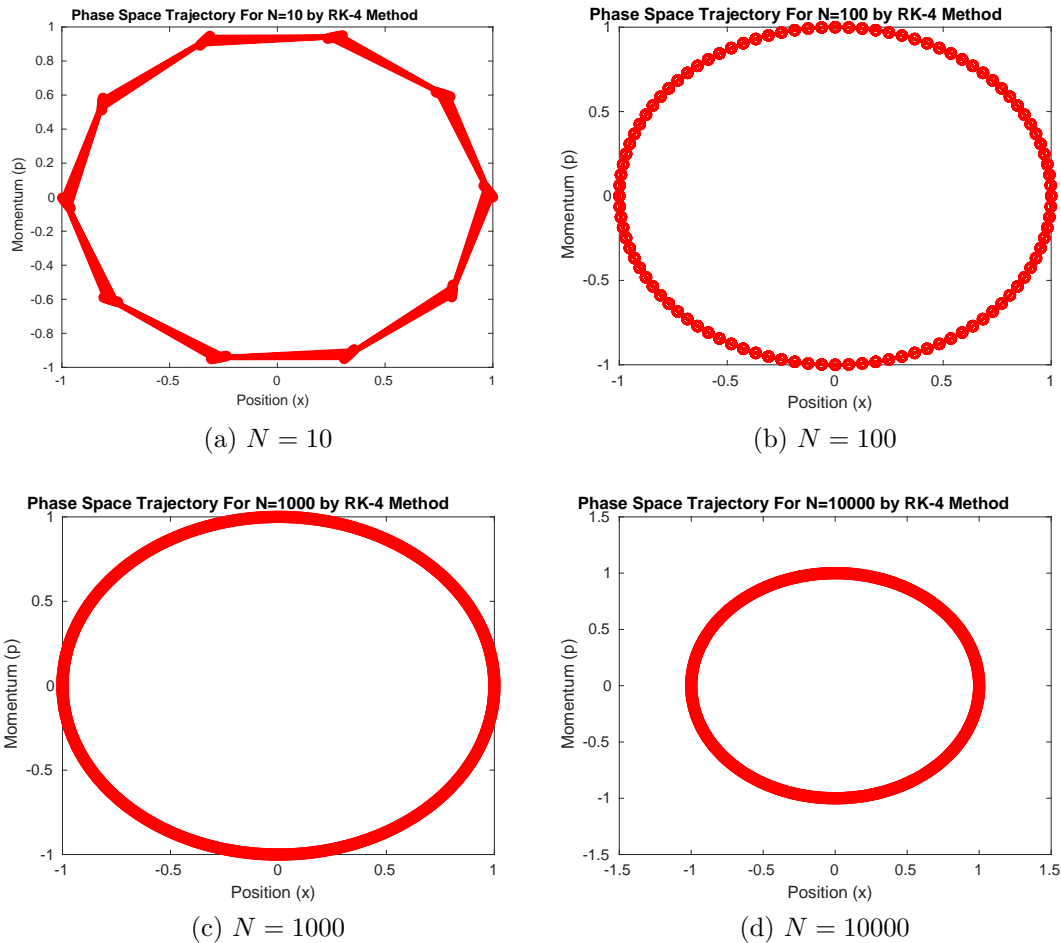 Phase Space Trajectory For N=10 by RK-4 Method
1
0.8
0.6
0.4
0.2
0
-0.2
-0.4
-0.6
-0.8
-1
Momentum (p)
-1 -0.5 0 0.5 1
Position (x)
(a) N = 10
Phase Space Trajectory For N=100 by RK-4 Method
1
0.5
0
-0.5
-1
Momentum (p)
-1 -0.5 0 0.5 1
Position (x)
(b) N = 100
Phase Space Trajectory For N=1000 by RK-4 Method
1
0.5
0
-0.5
-1
Momentum (p)
-1 -0.5 0 0.5 1
Position (x)
(c) N = 1000
Phase Space Trajectory For N=10000 by RK-4 Method
1.5
1
0.5
0
-0.5
-1
-1.5
Momentum (p)
-1.5 -1 -0.5 0 0.5 1 1.5
Position (x)
(d) N = 10000